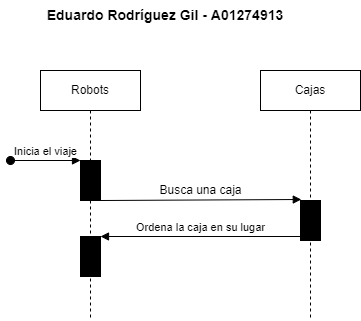 Eduardo Rodríguez Gil - A01274913
Robots
Cajas
Inicia el viaje
Busca una caja
Ordena la caja en su lugar